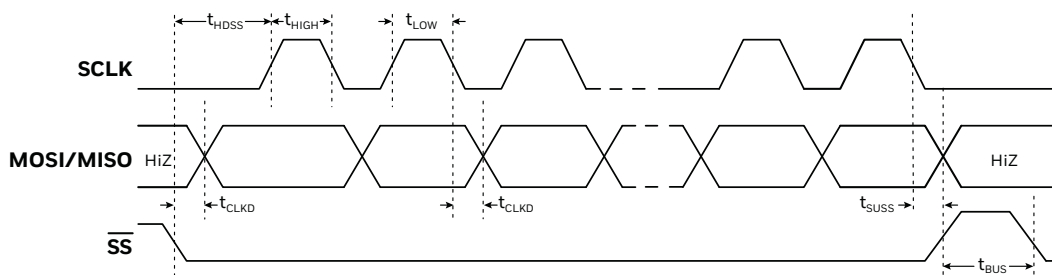 tHDSS
tHIGH
tLOW
SCLK
MOSI/MISO
HiZ
HiZ
tCLKD
tCLKD
tSUSS
SS
tBUS